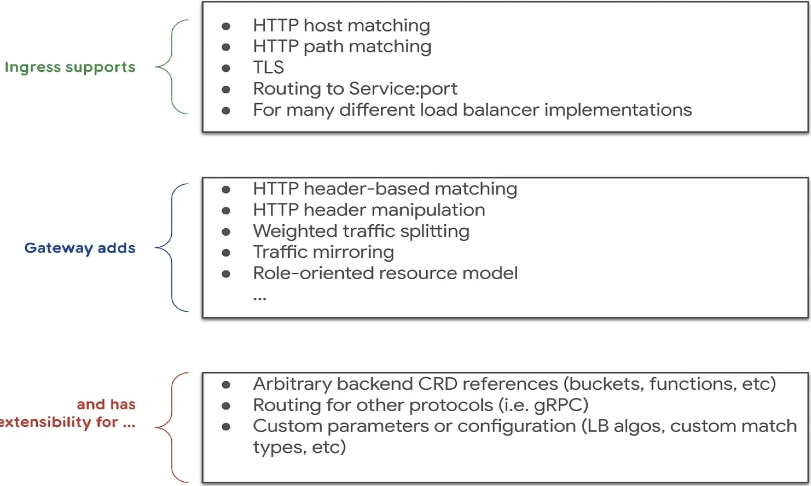 Ingress supports
● HTTP host matching
● HTTP path matching
● TLS
● Routing to Service:port
● For many different load balancer implementations
Gateway adds
● HTTP header-based matching
● HTTP header manipulation
● Weighted traffic splitting
● Traffic mirroring
● Role-oriented resource model
...
and has
extensibility for ...
● Arbitrary backend CRD references (buckets, functions, etc)
● Routing for other protocols (i.e. gRPC)
● Custom parameters or configuration (LB algos, custom match
types, etc)